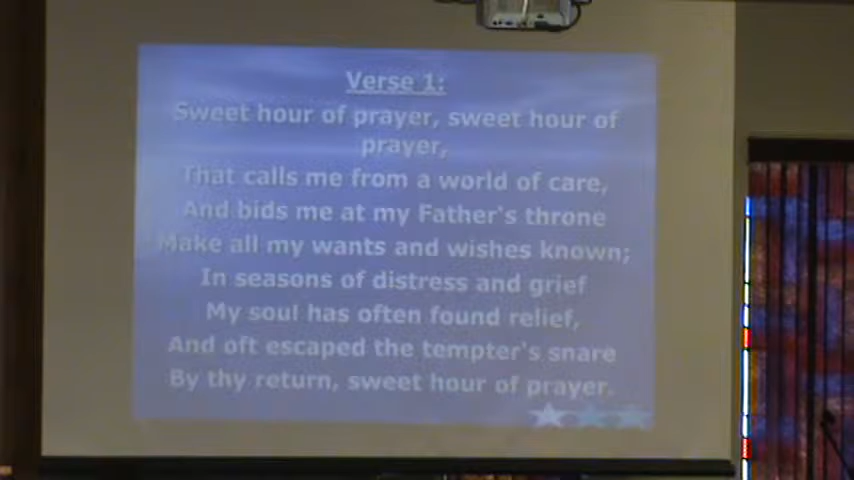 Verse 1:
Sweet hour of prayer, sweet hour of
prayer,
That calls me from a world of care,
And bids me at my Father's throne
Make all my wants and wishes known;
In seasons of distress and grief
My soul has often found relief,
And oft escaped the tempter's snare
By thy return, sweet hour of prayer.